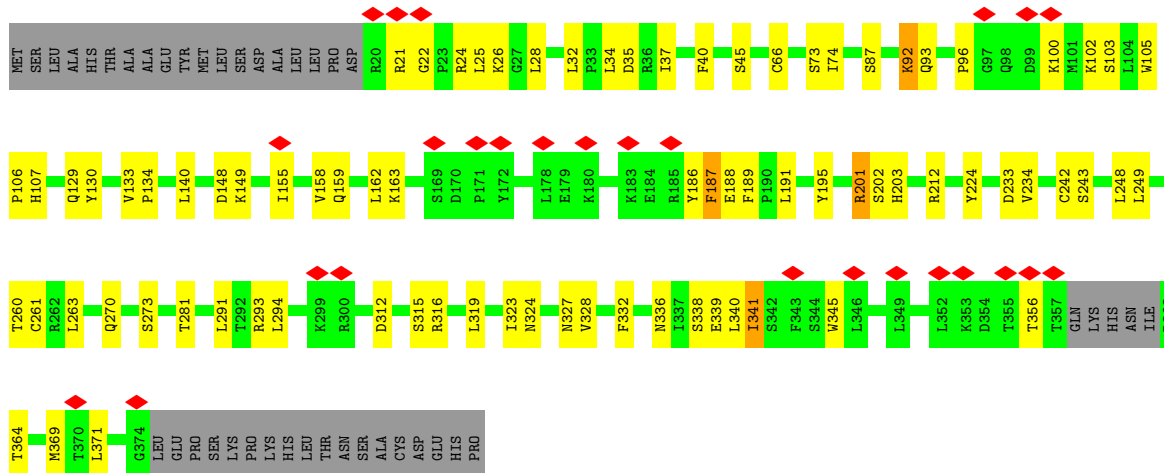 MET SER LEU ALA HIS THR ALA ALA GLU TYR MET LEU SER ASP ALA LEU LEU PRO ASP R20 R21 G22 P23 R24 L25 K26 G27 L28 L32 P33 L34 D35 R36 I37 F40 S45 C66 S73 I74 S87 K92 Q93 P96 G97 Q98 D99 K100 M101 K102 S103 L104 W105
P106 H107 Q129 Y130 V133 P134 L140 D148 K149 I155 V158 Q159 L162 K163 S169 D170 P171 Y172 L178 E179 K180 K183 E184 R185 Y186 F187 E188 F189 P190 L191 Y195 R201 S202 H203 R212 Y224 D233 V234 C242 S243 L248 L249
T260 C261 R262 L263 Q270 S273 T281 L291 T292 R293 L294 K299 R300 D312 S315 R316 L319 I323 N324 N327 V328 F332 N336 I337 S338 E339 L340 I341 S342 F343 S344 W345 L346 L349 L352 K353 D354 T355 T356 T357 GLN LYS HIS ASN ILE
T364 M369 T370 L371 G374 LEU GLU PRO SER LYS PRO LYS HIS LEU THR ASN SER ALA CYS ASP GLU HIS PRO